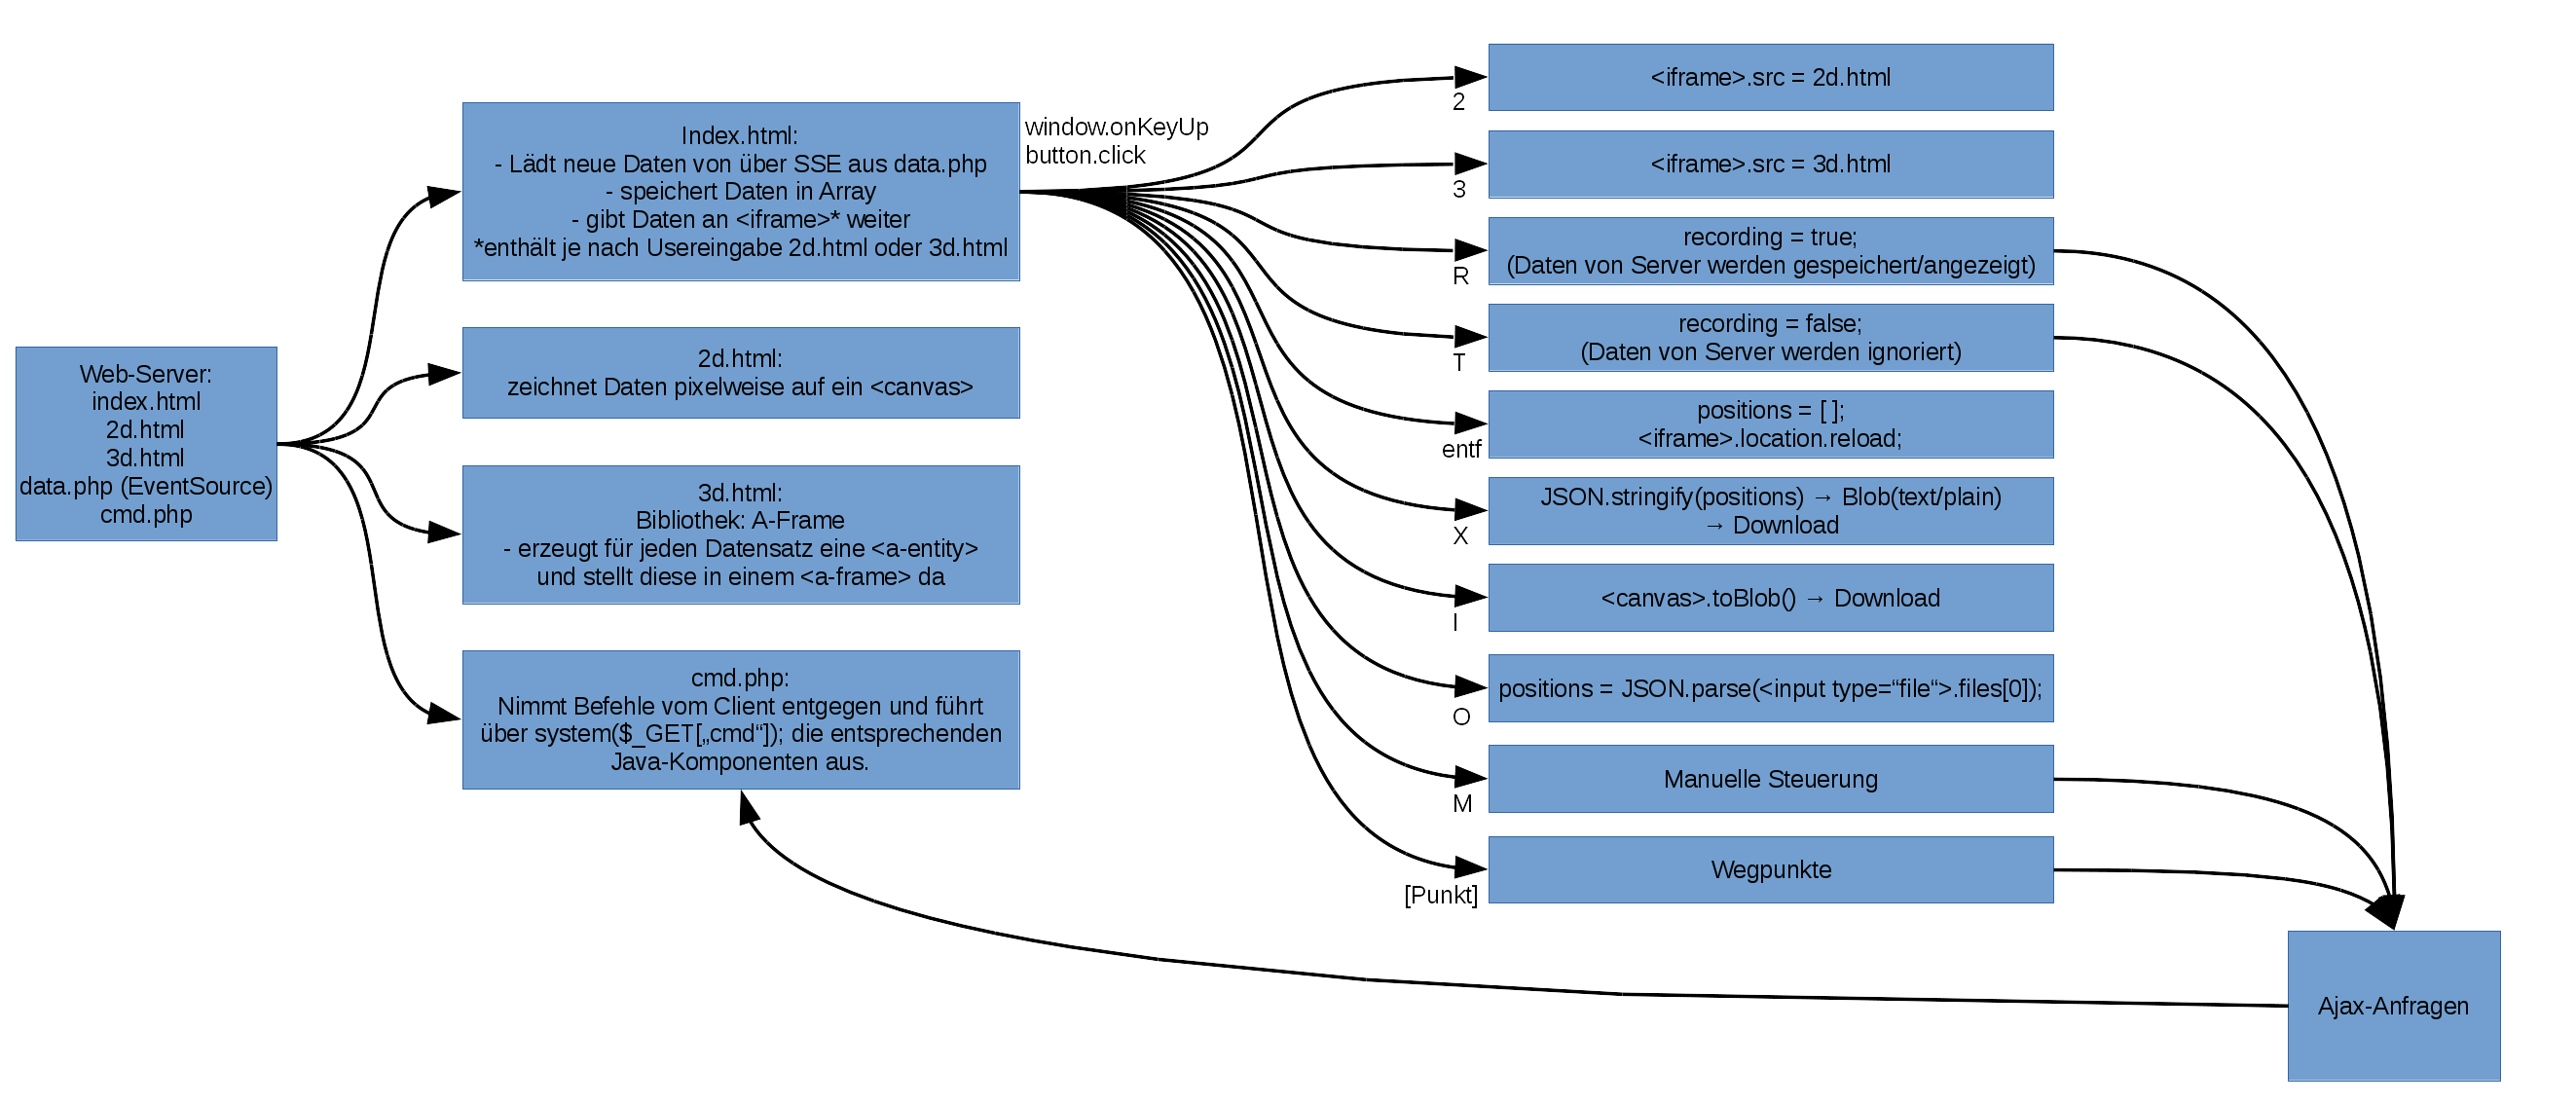 Web-Server:
index.html
2d.html
3d.html
data.php (EventSource)
cmd.php
Index.html:
- Lädt neue Daten von über SSE aus data.php
- speichert Daten in Array
- gibt Daten an <iframe>* weiter
*enthält je nach Usereingabe 2d.html oder 3d.html
2d.html:
zeichnet Daten pixelweise auf ein <canvas>
3d.html:
Bibliothek: A-Frame
- erzeugt für jeden Datensatz eine <a-entity>
und stellt diese in einem <a-frame> da
cmd.php:
Nimmt Befehle vom Client entgegen und führt
über system($_GET[„cmd“]); die entsprechenden
Java-Komponenten aus.
window.onKeyUp
button.click
2
<iframe>.src = 2d.html
3
<iframe>.src = 3d.html
R
recording = true;
(Daten von Server werden gespeichert/angezeigt)
T
recording = false;
(Daten von Server werden ignoriert)
entf
positions = [ ];
<iframe>.location.reload;
X
JSON.stringify(positions) → Blob(text/plain)
→ Download
I
<canvas>.toBlob() → Download
O
positions = JSON.parse(<input type=“file“>.files[0]);
M
Manuelle Steuerung
[Punkt]
Wegpunkte
Ajax-Anfragen